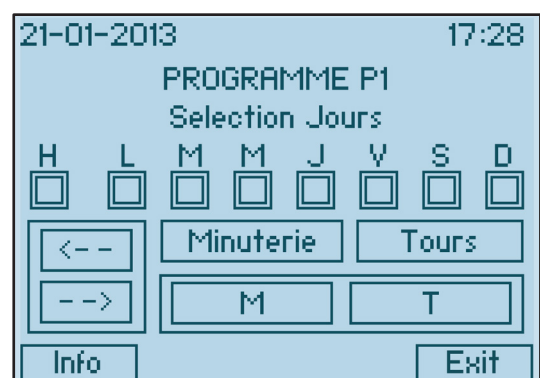 21-01-2013 17:28
PROGRAMME P1
Selection Jours
H L M M J V S D
<-- Minuterie Tours
--> M T
Info Exit